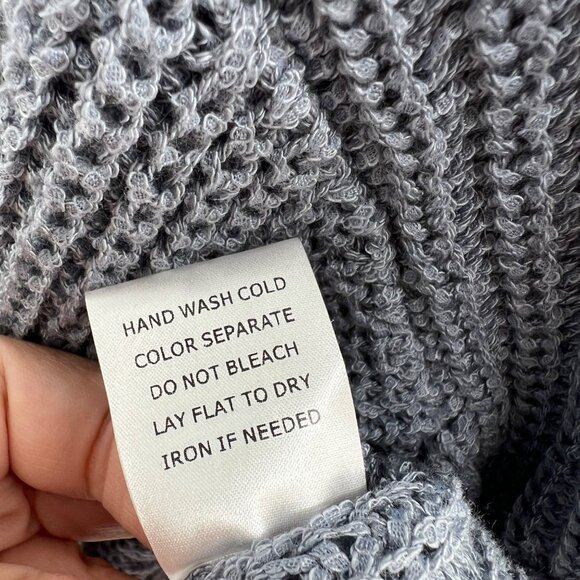 HAND WASH COLD
COLOR SEPARATE
DO NOT BLEACH
LAY FLAT TO DRY
IRON IF NEEDED